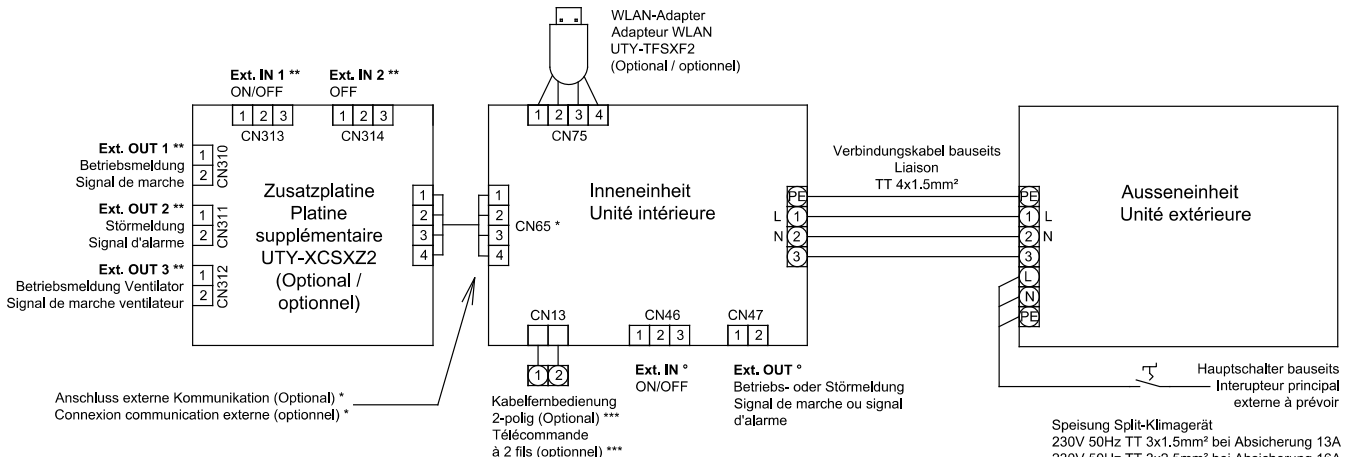 WLAN-Adapter
Adapteur WLAN
UTY-TFSXF2
(Optional / optionnel)
Ext. IN 1 **
ON/OFF
1 2 3
CN313
Ext. IN 2 **
OFF
1 2 3
CN314
1 2 3 4
CN75
Ext. OUT 1 **
Betriebsmeldung
Signal de marche
1
2
CN310
Ext. OUT 2 **
Störmeldung
Signal d'alarme
1
2
CN311
Ext. OUT 3 **
Betriebsmeldung Ventilator
Signal de marche ventilateur
1
2
CN312
Zusatzplatine
Platine
supplémentaire
UTY-XCSXZ2
(Optional /
optionnel)
1
2
3
4
1
2
3
4
CN65 *
Inneneinheit
Unité intérieure
PE
L 1
N 2
3
Verbindungskabel bauseits
Liaison
TT 4x1.5mm²
PE
1 L
2 N
3
L
N
PE
Ausseneinheit
Unité extérieure
CN13
1 2
CN46
1 2 3
CN47
1 2
Ext. IN °
ON/OFF
Ext. OUT °
Betriebs- oder Störmeldung
Signal de marche ou signal
d'alarme
Kabelfernbedienung
2-polig (Optional) ***
Télécommande
à 2 fils (optionnel) ***
Anschluss externe Kommunikation (Optional) *
Connexion communication externe (optionnel) *
Hauptschalter bauseits
Interupteur principal
externe à prévoir
Speisung Split-Klimagerät
230V 50Hz TT 3x1.5mm² bei Absicherung 13A
230V 50Hz TT 3x2.5mm² bei Absicherung 16A